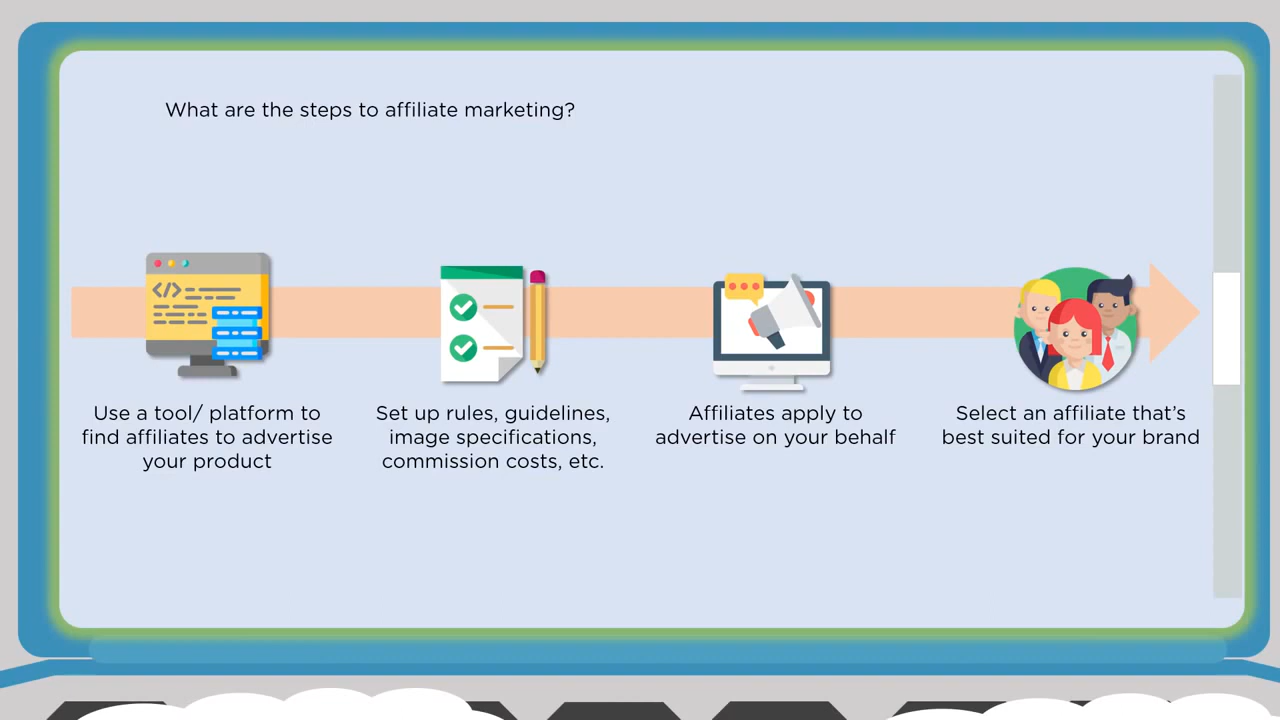 What are the steps to affiliate marketing?
</>
Use a tool/ platform to
find affiliates to advertise
your product
Set up rules, guidelines,
image specifications,
commission costs, etc.
Affiliates apply to
advertise on your behalf
Select an affiliate that's
best suited for your brand